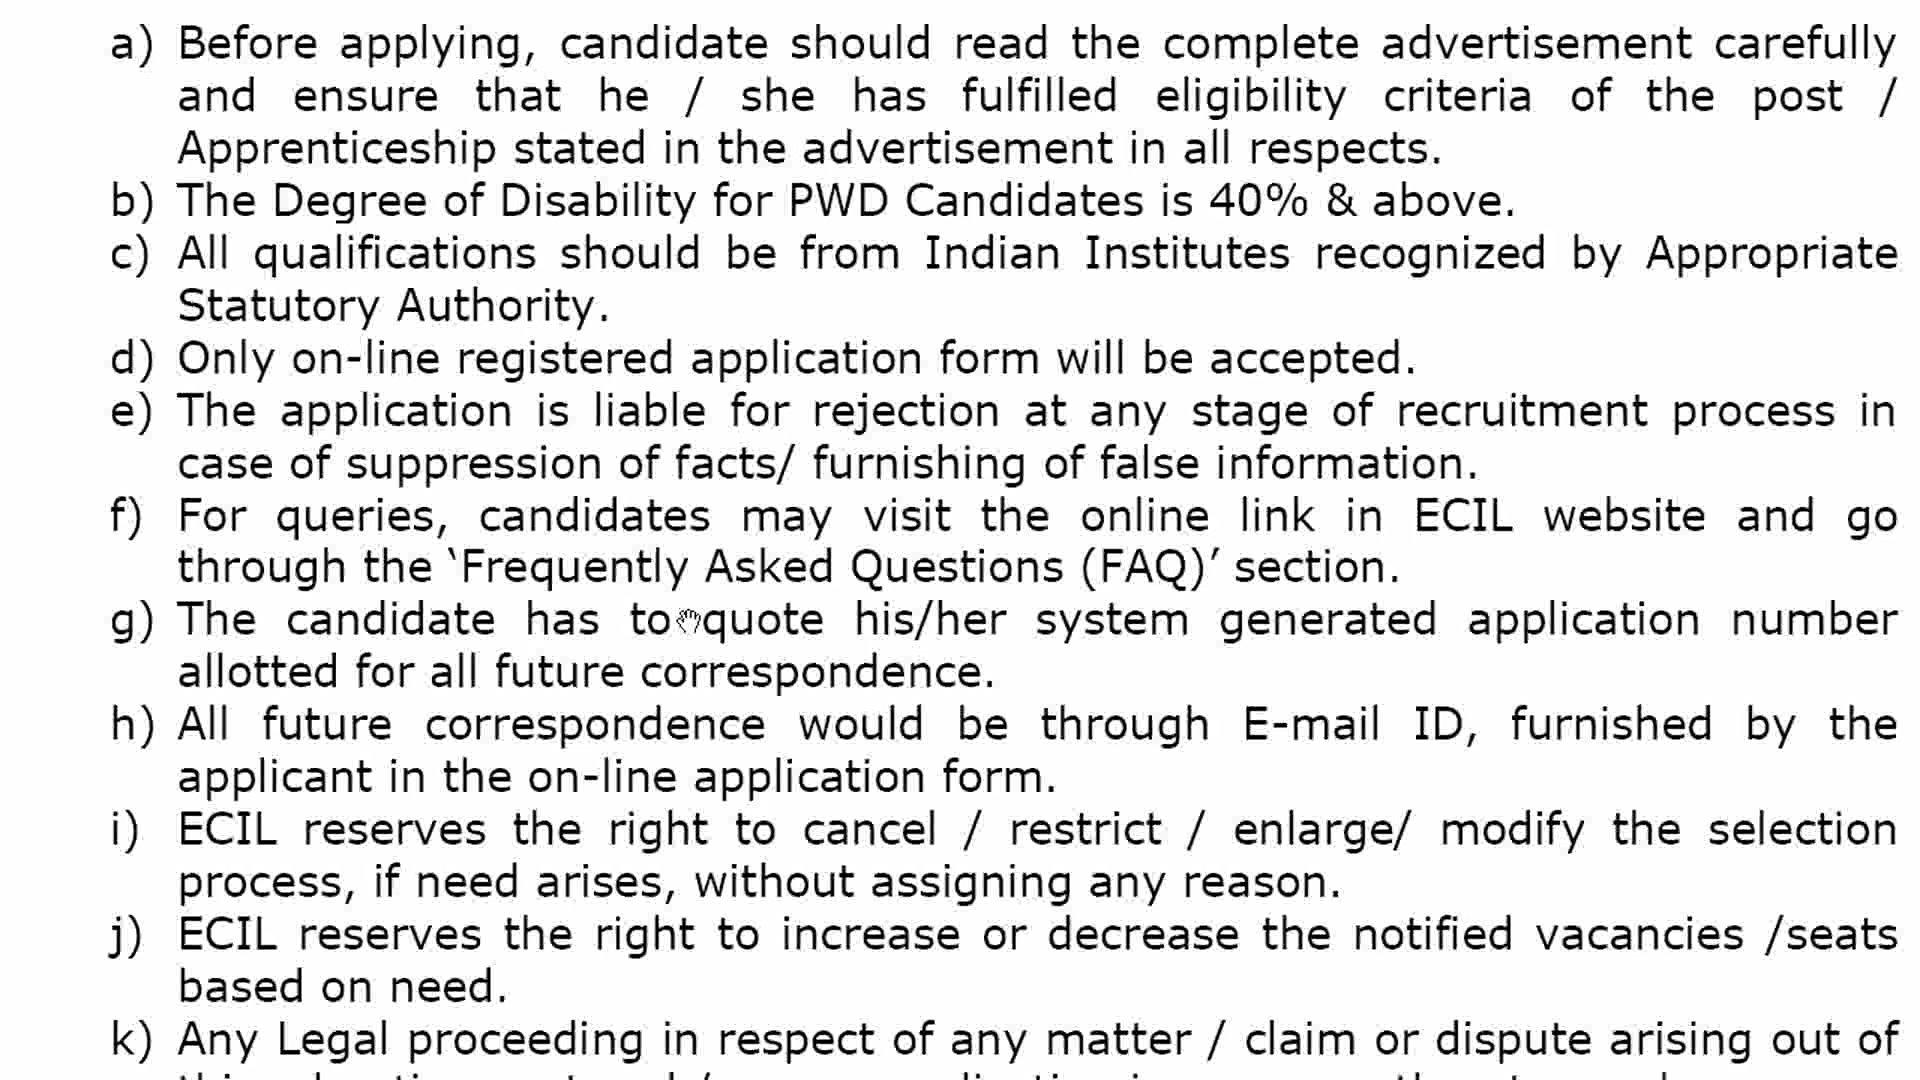 a) Before applying, candidate should read the complete advertisement carefully
and ensure that he / she has fulfilled eligibility criteria of the post /
Apprenticeship stated in the advertisement in all respects.
b) The Degree of Disability for PWD Candidates is 40% & above.
c) All qualifications should be from Indian Institutes recognized by Appropriate
Statutory Authority.
d) Only on-line registered application form will be accepted.
e) The application is liable for rejection at any stage of recruitment process in
case of suppression of facts/ furnishing of false information.
f) For queries, candidates may visit the online link in ECIL website and go
through the ‘Frequently Asked Questions (FAQ)’ section.
g) The candidate has to quote his/her system generated application number
allotted for all future correspondence.
h) All future correspondence would be through E-mail ID, furnished by the
applicant in the on-line application form.
i) ECIL reserves the right to cancel / restrict / enlarge/ modify the selection
process, if need arises, without assigning any reason.
j) ECIL reserves the right to increase or decrease the notified vacancies /seats
based on need.
k) Any Legal proceeding in respect of any matter / claim or dispute arising out of